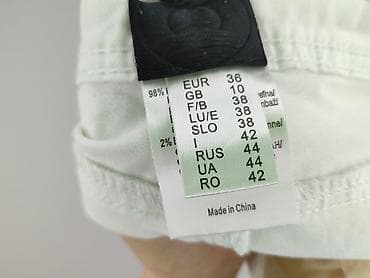 EUR 36
GB 10
F/B 38
LU/E 38
SLO 38
I 42
RUS 44
UA 44
RO 42
Made in China
98%
2%